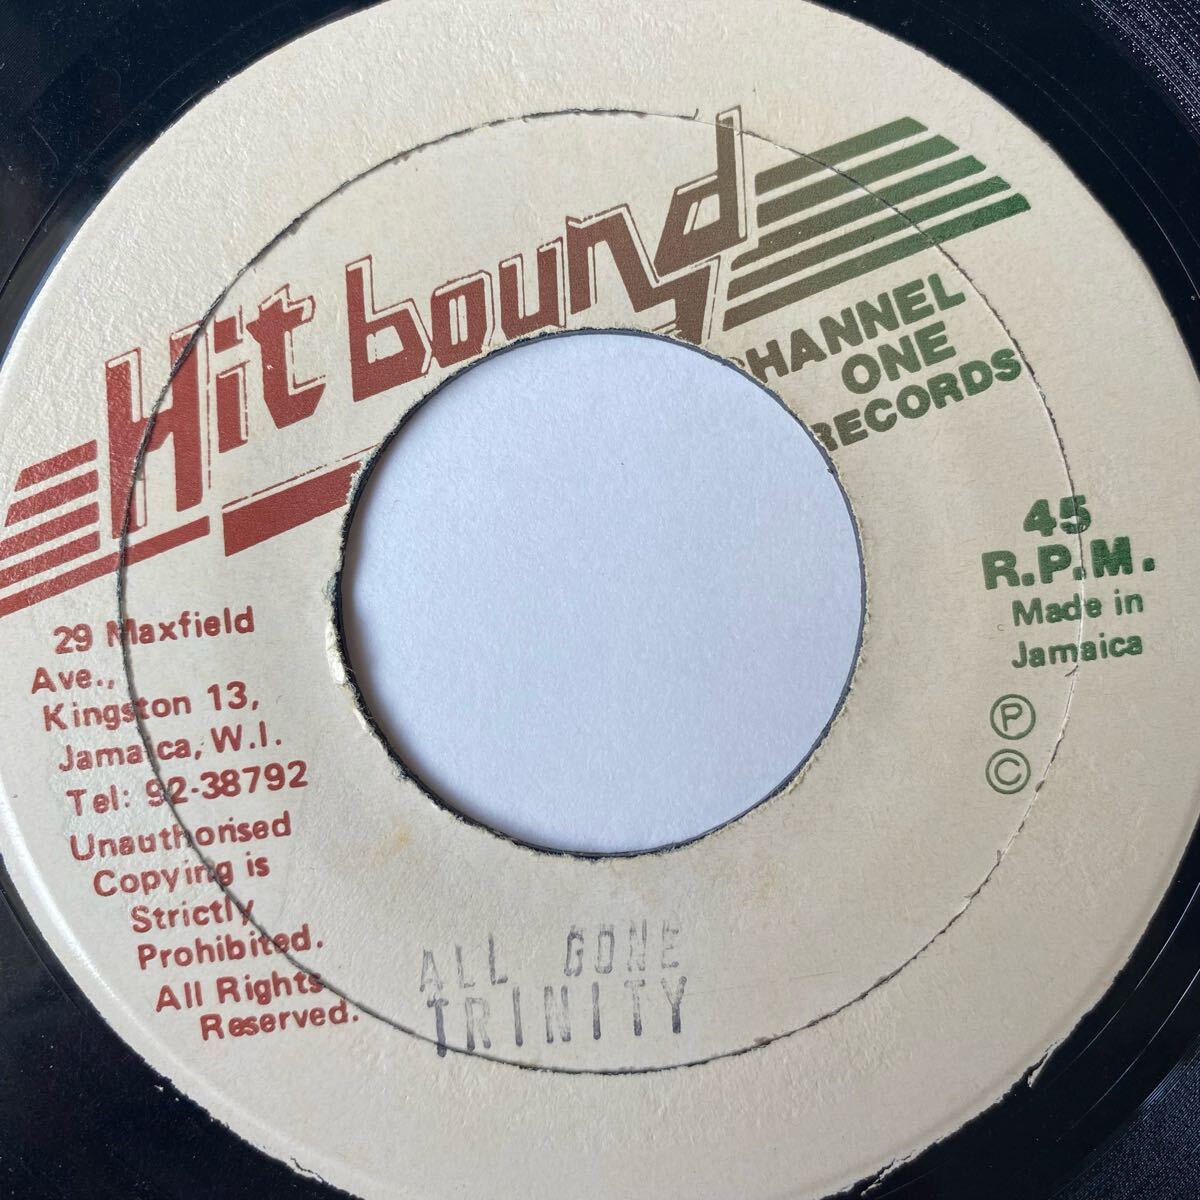 Hit bound
CHANNEL
ONE
RECORDS
45
R.P.M.
Made in
Jamaica
Ⓟ
©
29 Maxfield
Ave.,
Kingston 13,
Jamaica, W.I.
Tel: 92-38792
Unauthorised
Copying is
Strictly
Prohibited.
All Rights
Reserved.
ALL GONE
TRINITY